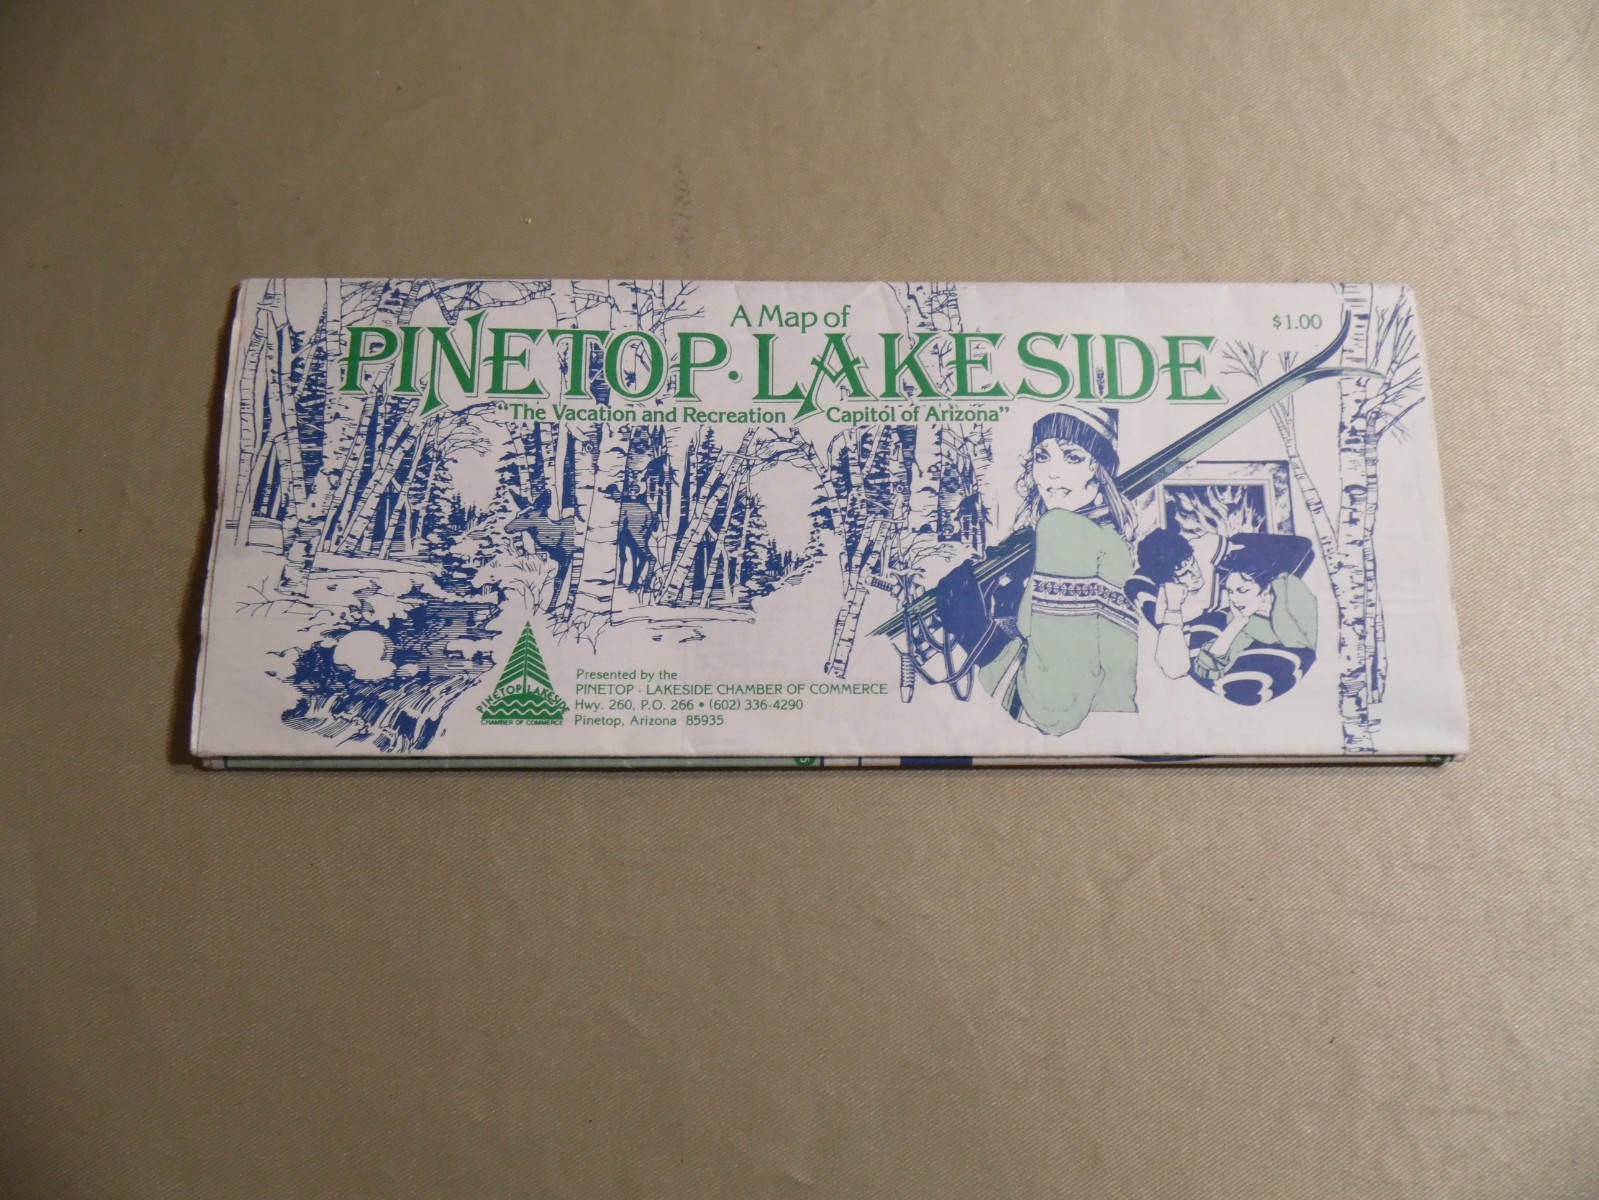 A Map of
PINETOP · LAKESIDE
$1.00
"The Vacation and Recreation Capitol of Arizona"
PINETOP LAKESIDE
CHAMBER OF COMMERCE
Presented by the
PINETOP · LAKESIDE CHAMBER OF COMMERCE
Hwy. 260, P.O. 266 • (602) 336-4290
Pinetop, Arizona 85935